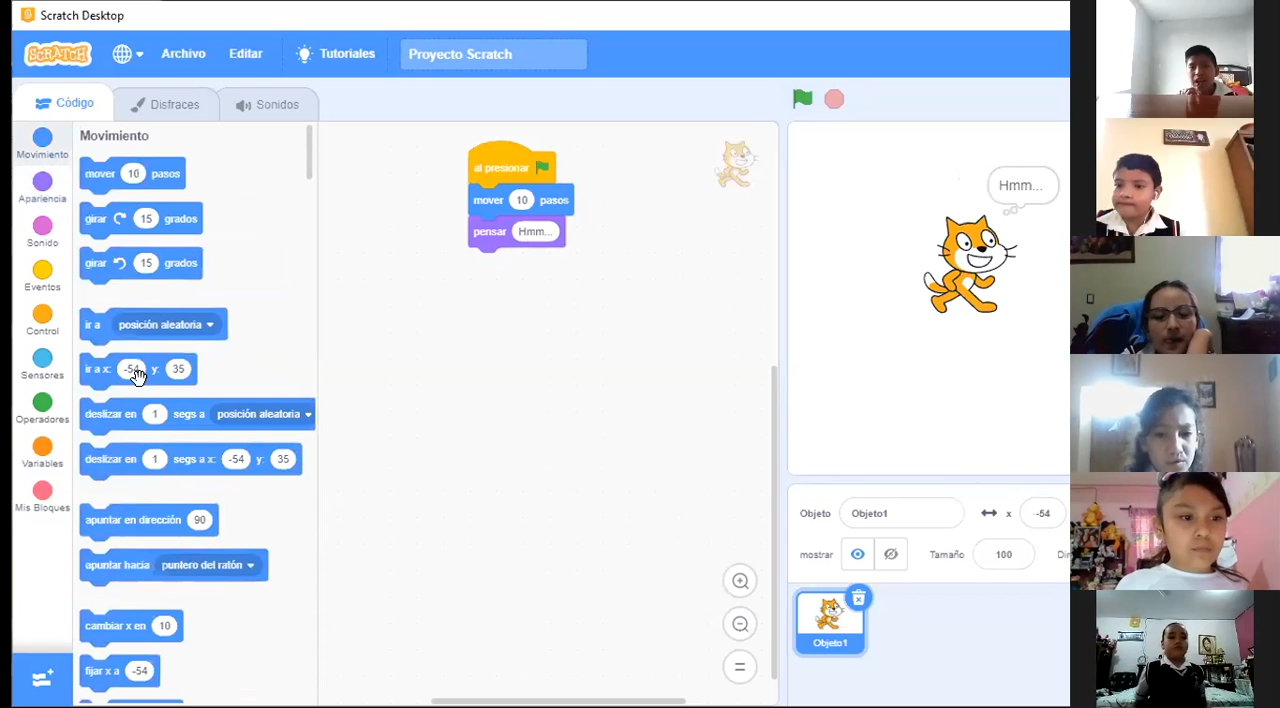 Scratch Desktop
SCRATCH Archivo Editar Tutoriales Proyecto Scratch
Código Disfraces Sonidos
Movimiento
Apariencia
Sonido
Eventos
Control
Sensores
Operadores
Variables
Mis Bloques
Movimiento
mover 10 pasos
girar 15 grados
girar 15 grados
ir a posición aleatoria
ir a x: -54 y: 35
deslizar en 1 segs a posición aleatoria
deslizar en 1 segs a x: -54 y: 35
apuntar en dirección 90
apuntar hacia puntero del ratón
cambiar x en 10
fijar x a -54
al presionar
mover 10 pasos
pensar Hmm...
Hmm...
Objeto Objeto1 x -54
mostrar Tamaño 100
Objeto1